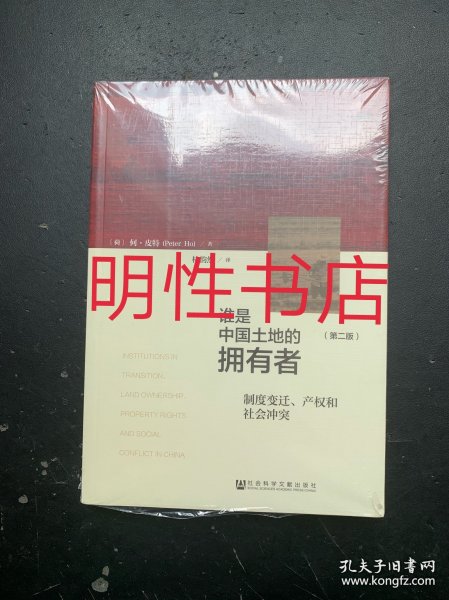 ［荷］ 何·皮特 (Peter Ho) / 著
译
明性书店
谁是
中国土地的
拥有者
（第二版）
INSTITUTIONS IN
TRANSITION:
LAND OWNERSHIP,
PROPERTY RIGHTS
AND SOCIAL
CONFLICT IN CHINA
制度变迁、产权和
社会冲突
社会科学文献出版社
SOCIAL SCIENCES ACADEMIC PRESS (CHINA)
孔夫子旧书网
www.kongfz.com